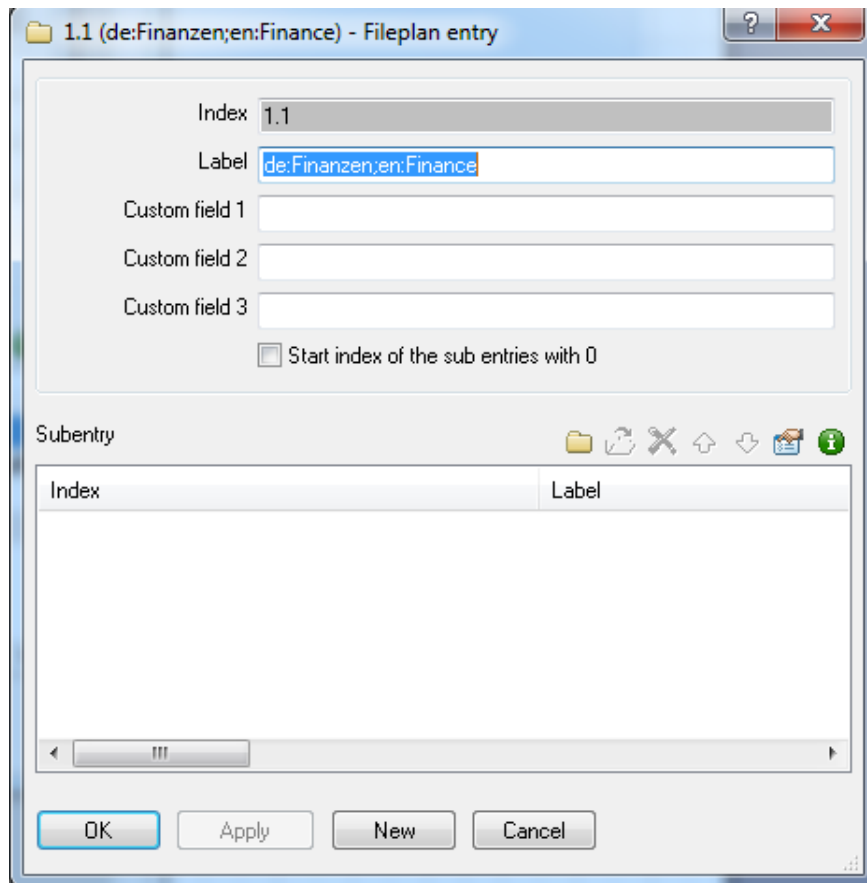 1.1 (de:Finanzen;en:Finance) - Fileplan entry
Index 1.1
Label de:Finanzen;en:Finance
Custom field 1
Custom field 2
Custom field 3
Start index of the sub entries with 0
Subentry
Index Label
OK Apply New Cancel